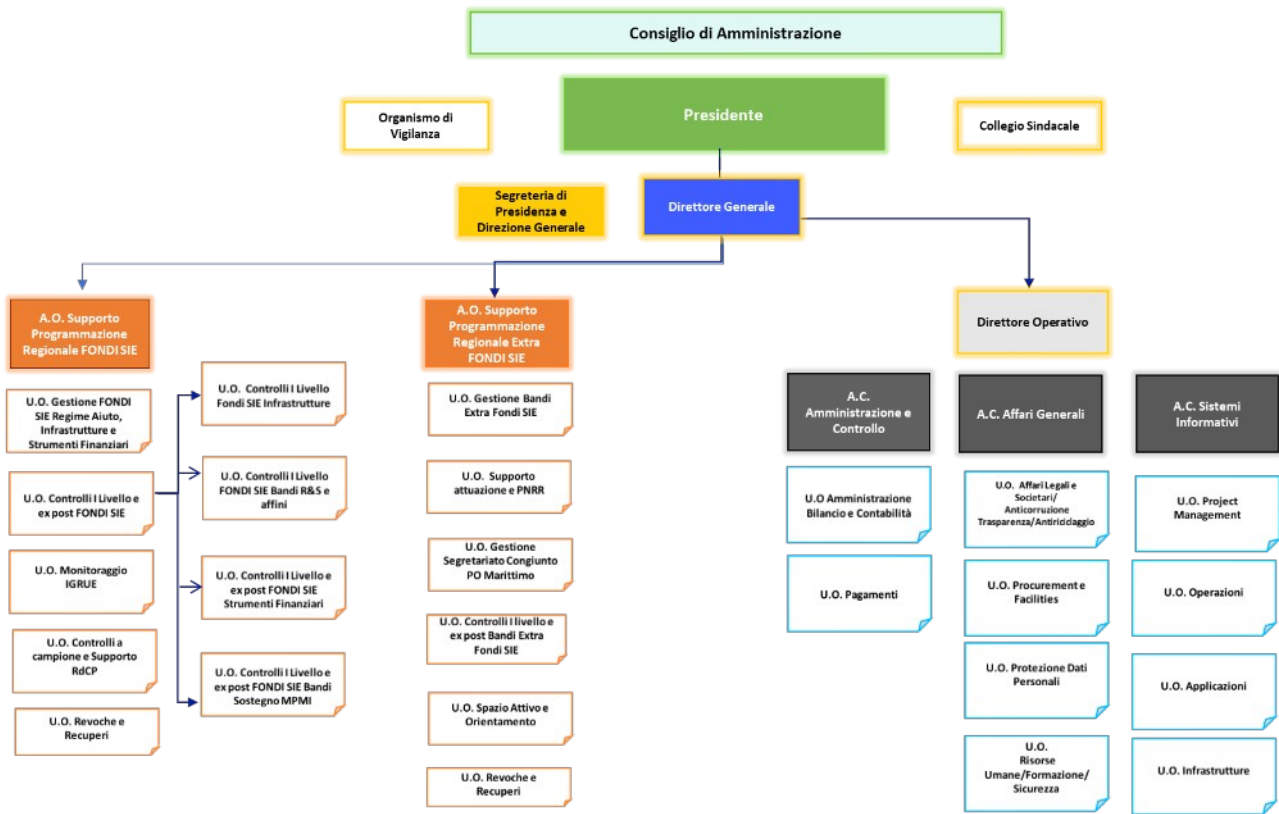 Consiglio di Amministrazione
Organismo di
Vigilanza
Presidente
Collegio Sindacale
Segreteria di
Presidenza e
Direzione Generale
Direttore Generale
A.O. Supporto
Programmazione
Regionale FONDI SIE
A.O. Supporto
Programmazione
Regionale Extra
FONDI SIE
Direttore Operativo
U.O. Gestione FONDI
SIE Regime Aiuto,
Infrastrutture e
Strumenti Finanziari
U.O. Controlli I Livello e
ex post FONDI SIE
U.O. Monitoraggio
IGRUE
U.O. Controlli a
campione e Supporto
RdCP
U.O. Revoche e
Recuperi
U.O. Controlli I Livello
Fondi SIE Infrastrutture
U.O. Controlli I Livello
FONDI SIE Bandi R&S e
affini
U.O. Controlli I Livello e
ex post FONDI SIE
Strumenti Finanziari
U.O. Controlli I Livello e
ex post FONDI SIE Bandi
Sostegno MPMI
U.O. Gestione Bandi
Extra Fondi SIE
U.O. Supporto
attuazione e PNRR
U.O. Gestione
Segretariato Congiunto
PO Marittimo
U.O. Controlli I livello e
ex post Bandi Extra
Fondi SIE
U.O. Spazio Attivo e
Orientamento
U.O. Revoche e
Recuperi
A.C.
Amministrazione e
Controllo
U.O Amministrazione
Bilancio e Contabilità
U.O. Pagamenti
A.C. Affari Generali
U.O. Affari Legali e
Societari/
Anticorruzione
Trasparenza/Antiriciclaggio
U.O. Procurement e
Facilities
U.O. Protezione Dati
Personali
U.O.
Risorse
Umane/Formazione/
Sicurezza
A.C. Sistemi
Informativi
U.O. Project
Management
U.O. Operazioni
U.O. Applicazioni
U.O. Infrastrutture